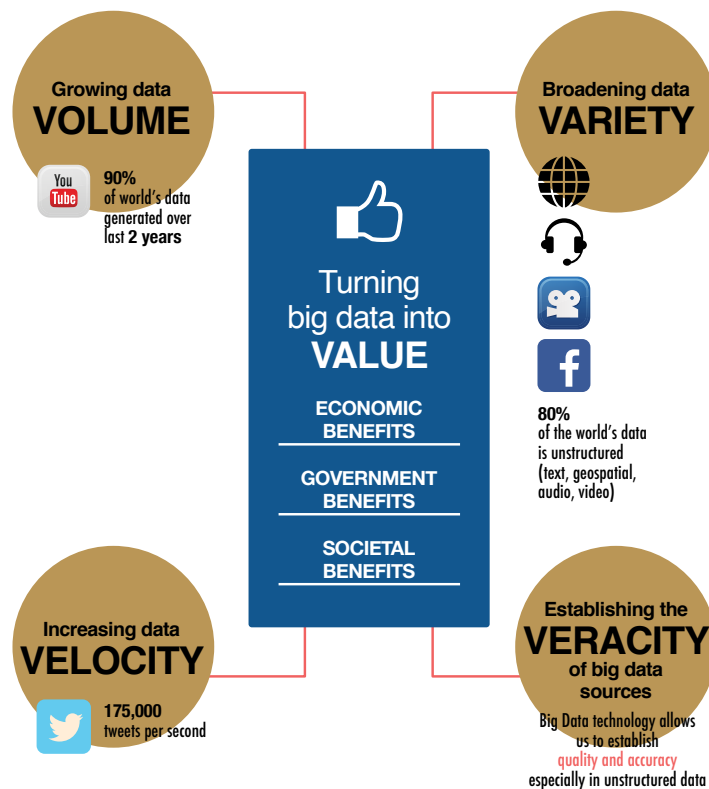 Growing data
VOLUME
You
Tube
90%
of world's data
generated over
last 2 years
Broadening data
VARIETY
f
80%
of the world's data
is unstructured
(text, geospatial,
audio, video)
Turning
big data into
VALUE
ECONOMIC
BENEFITS
GOVERNMENT
BENEFITS
SOCIETAL
BENEFITS
Increasing data
VELOCITY
175,000
tweets per second
Establishing the
VERACITY
of big data
sources
Big Data technology allows
us to establish
quality and accuracy
especially in unstructured data